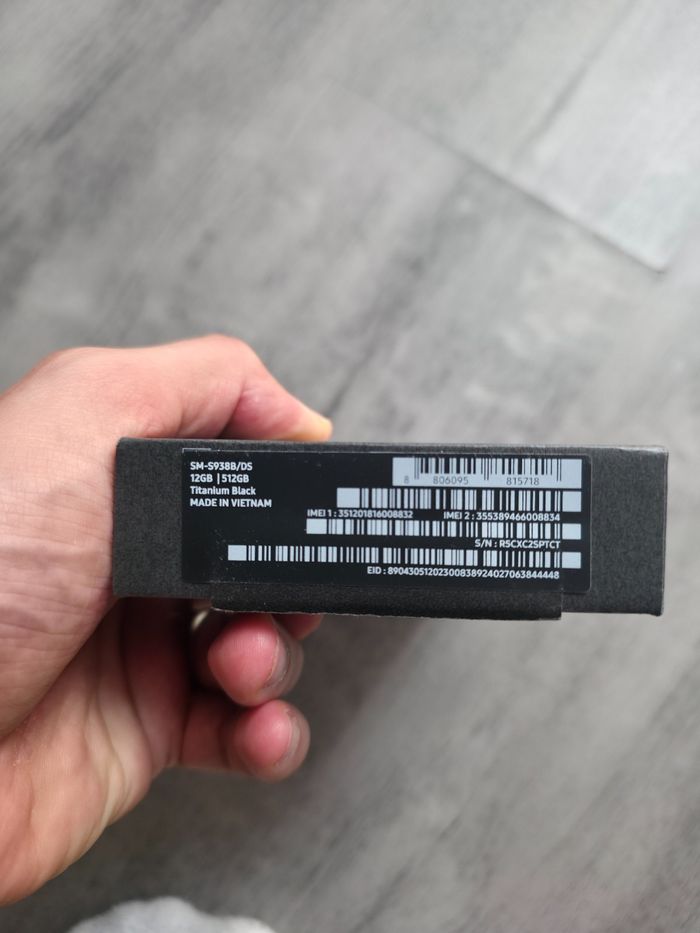 SM-S938B/DS
12GB | 512GB
Titanium Black
MADE IN VIETNAM
8 806095 815718
IMEI 1 : 351201816008832 IMEI 2 : 355389466008834
S/N : R5CXC2SPTCT
EID : 89043051202300838924027063844448